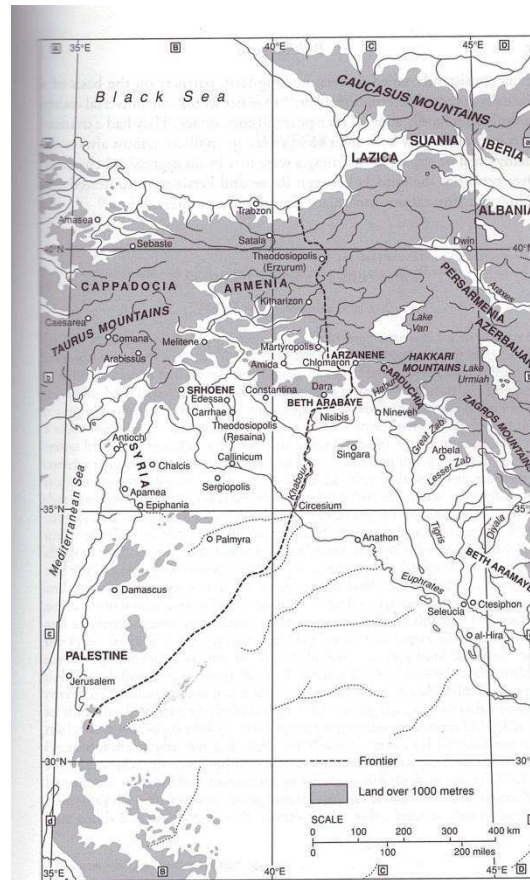 35°E
40°E
45°E
a
B
C
D
Black Sea
CAUCASUS MOUNTAINS
SUANIA
LAZICA
IBERIA
ALBANIA
Trabzon
Amasea
Satala
Sebaste
40°N
Dwin
Theodosiopolis
(Erzurum)
CAPPADOCIA
ARMENIA
Kitharizon
PERSARMENIA
Araxes
AZERBAIJAN
Caesarea
TAURUS MOUNTAINS
Comana
Melitene
Arabissus
Lake
Van
Martyropolis
ARZANENE
Amida
Chlomaron
HAKKARI
MOUNTAINS
Lake
Urmiah
CARDUCHIA
SRHOENE
Constantina
Dara
Edessa
BETH ARABAYE
Habur
Carrhae
Nisibis
Nineveh
ZAGROS MOUNTAINS
Theodosiopolis
(Resaina)
Antioch
SYRIA
Callinicum
Singara
Great Zab
Arbela
Chalcis
Sergiopolis
Khabour
Lesser Zab
Apamea
Epiphania
35°N
Circesium
Mediterranean Sea
Tigris
Diyala
Palmyra
Anathon
BETH ARAMAYE
Euphrates
Damascus
Seleucia
Ctesiphon
al-Hira
c
PALESTINE
Jerusalem
30°N
Frontier
Land over 1000 metres
SCALE
d
0 100 200 300 400 km
0 100 200 miles
35°E
B
40°E
C
45°E
D